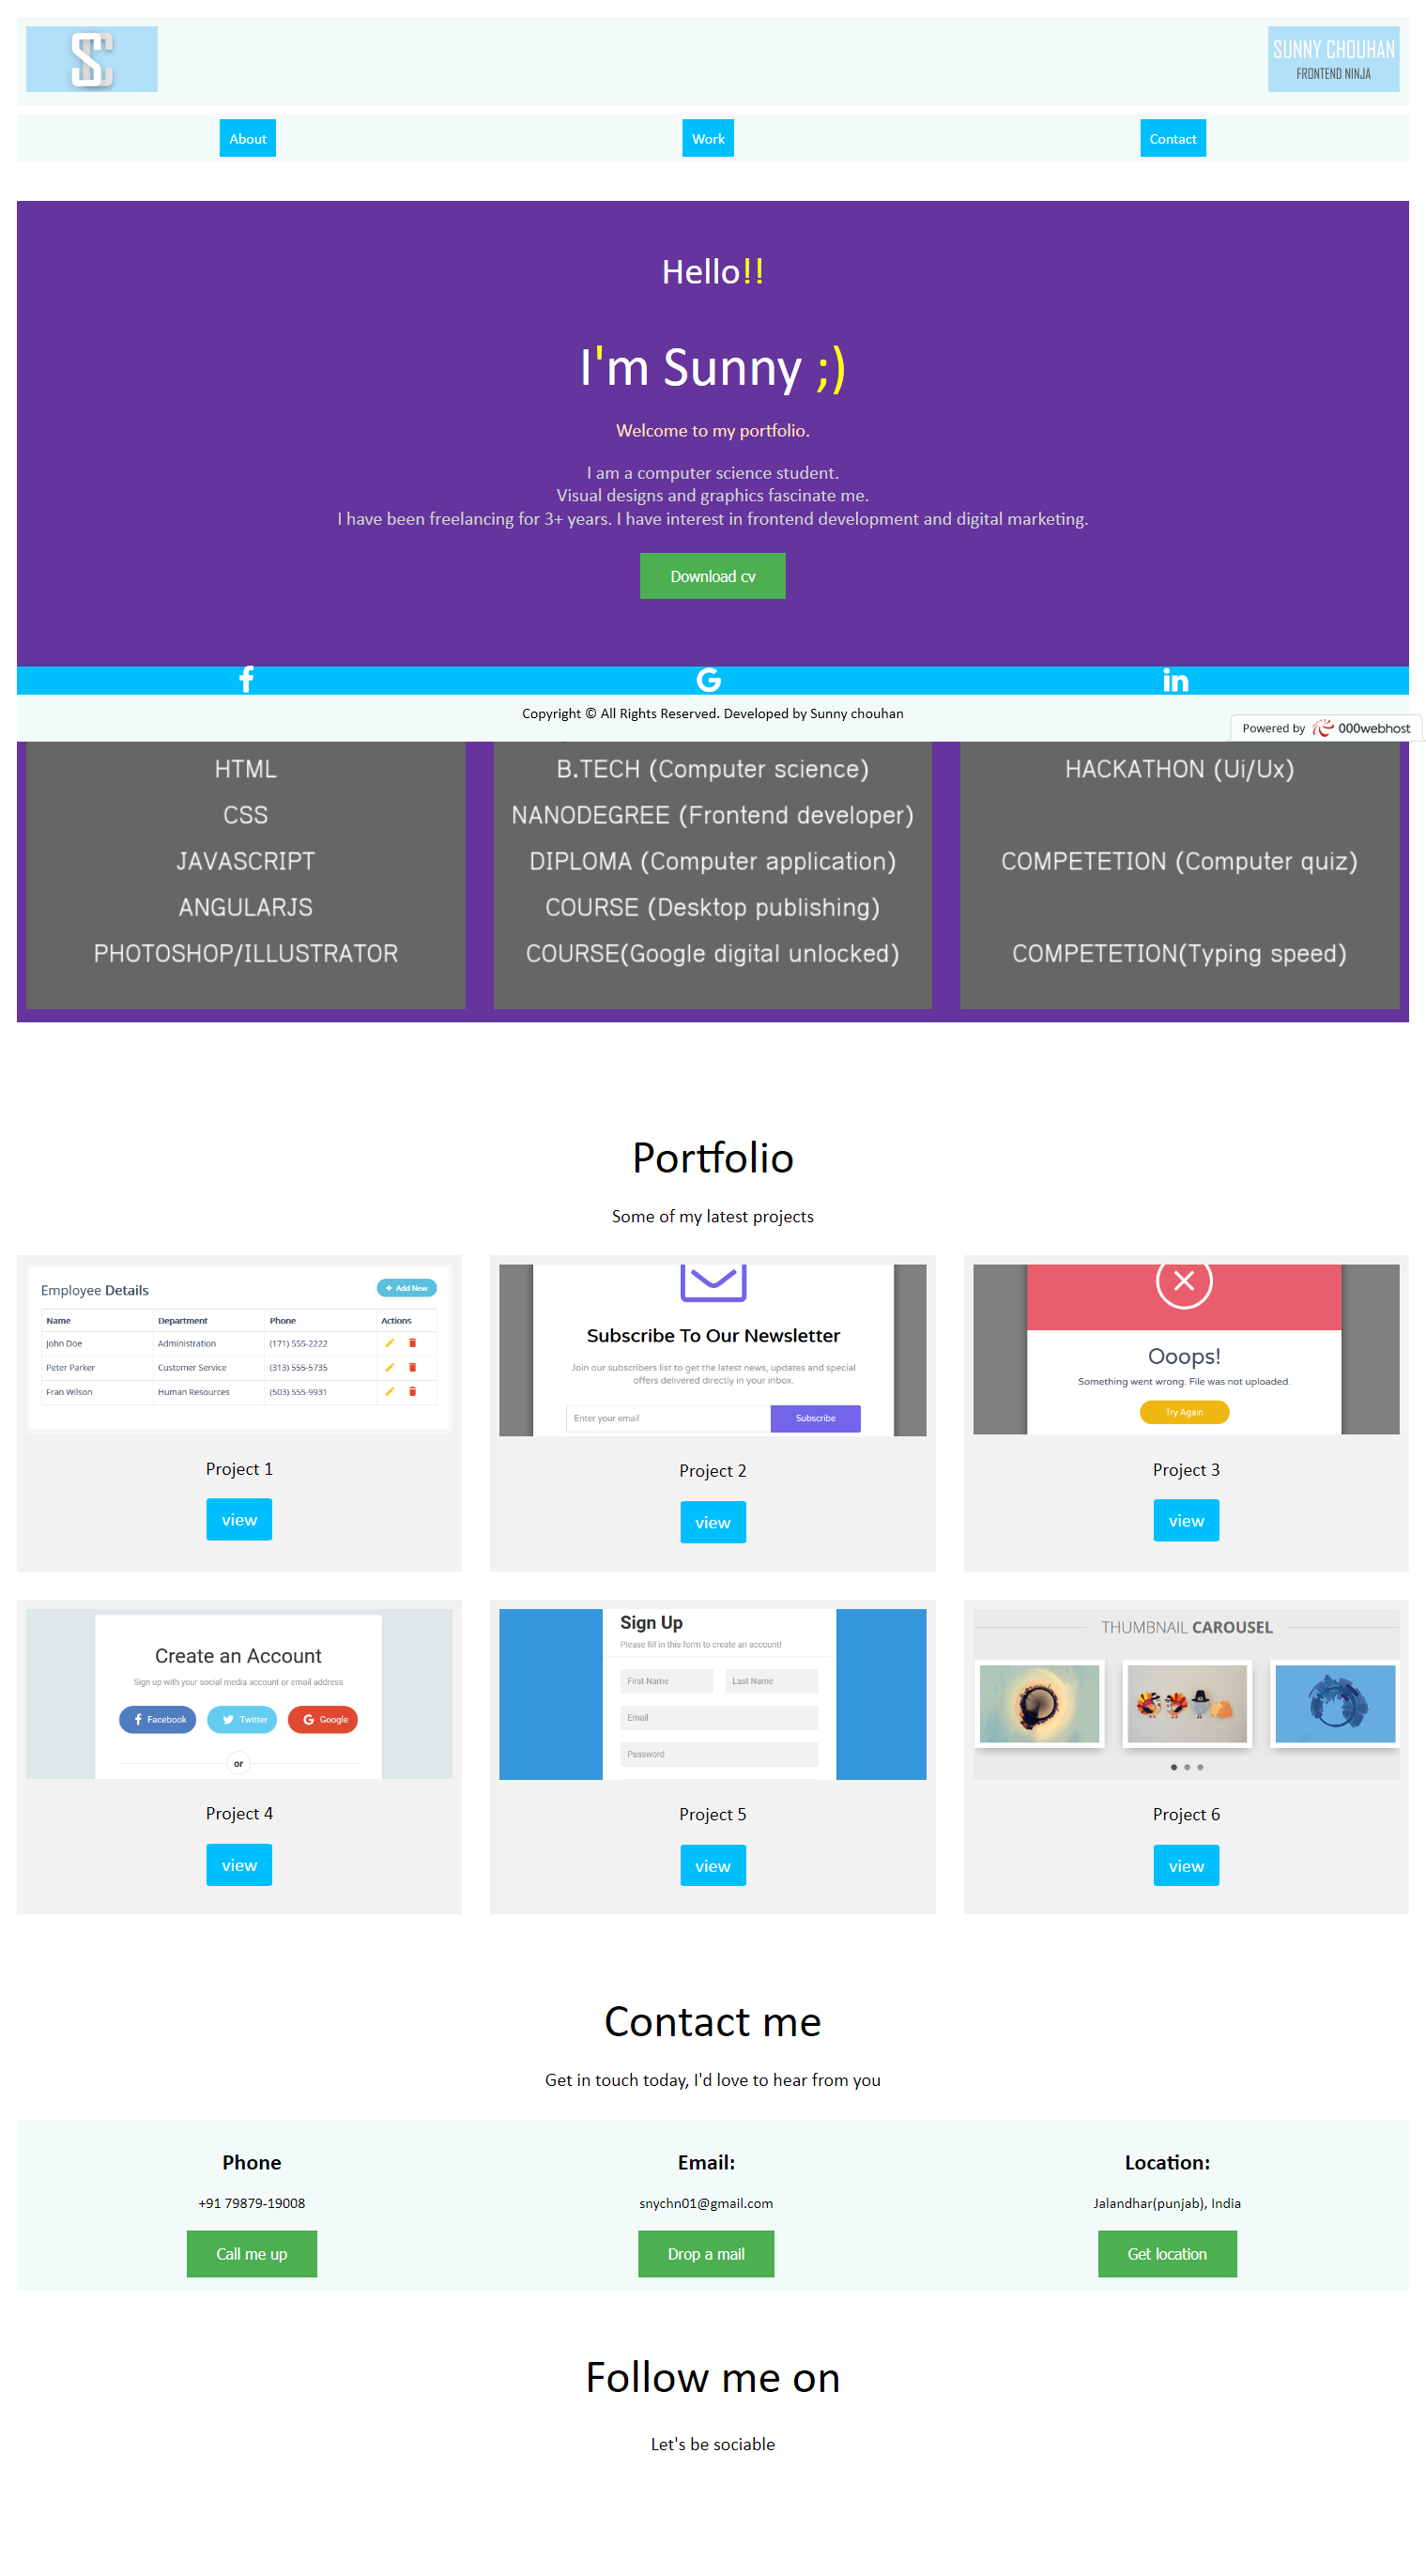 SC
SUNNY CHOUHAN
FRONTEND NINJA
About
Work
Contact
Hello!!
I'm Sunny ;)
Welcome to my portfolio.
I am a computer science student.
Visual designs and graphics fascinate me.
I have been freelancing for 3+ years. I have interest in frontend development and digital marketing.
Download cv
f G in
Copyright © All Rights Reserved. Developed by Sunny chouhan
Powered by 000webhost
HTML
CSS
JAVASCRIPT
ANGULARJS
PHOTOSHOP/ILLUSTRATOR
B.TECH (Computer science)
NANODEGREE (Frontend developer)
DIPLOMA (Computer application)
COURSE (Desktop publishing)
COURSE(Google digital unlocked)
HACKATHON (Ui/Ux)
COMPETETION (Computer quiz)
COMPETETION(Typing speed)
Portfolio
Some of my latest projects
Employee Details
+ Add New
Name Department Phone Actions
John Doe Administration (171) 555-2222
Peter Parker Customer Service (313) 555-5735
Fran Wilson Human Resources (503) 555-9931
Project 1
view
Subscribe To Our Newsletter
Join our subscribers list to get the latest news, updates and special
offers delivered directly in your inbox.
Enter your email
Subscribe
Project 2
view
Ooops!
Something went wrong. File was not uploaded.
Try Again
Project 3
view
Create an Account
Sign up with your social media account or email address
Facebook
Twitter
Google
or
Project 4
view
Sign Up
Please fill in this form to create an account!
First Name
Last Name
Email
Password
Project 5
view
THUMBNAIL CAROUSEL
Project 6
view
Contact me
Get in touch today, I'd love to hear from you
Phone
+91 79879-19008
Call me up
Email:
snychn01@gmail.com
Drop a mail
Location:
Jalandhar(punjab), India
Get location
Follow me on
Let's be sociable